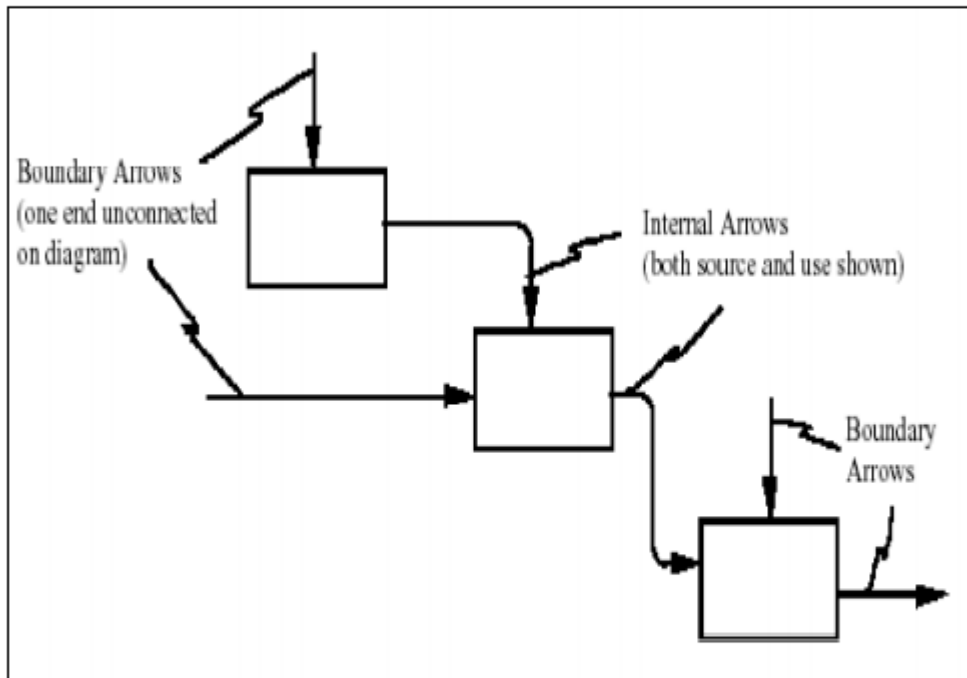 Boundary Arrows
(one end unconnected
on diagram)
Internal Arrows
(both source and use shown)
Boundary
Arrows